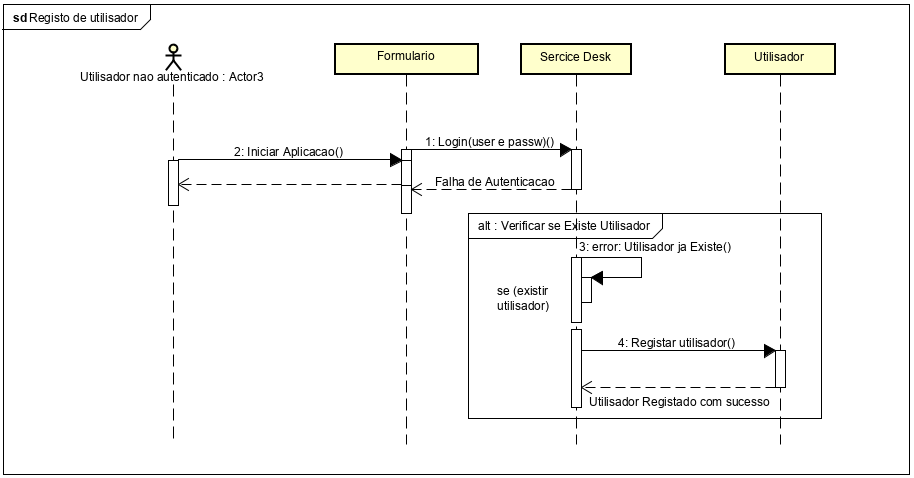 sd Registo de utilisador
Utilisador nao autenticado : Actor3
Formulario
Sercice Desk
Utilisador
1: Login(user e passw)()
2: Iniciar Aplicacao()
Falha de Autenticacao
alt : Verificar se Existe Utilisador
3: error: Utilisador ja Existe()
se (existir
utilisador)
4: Registar utilisador()
Utilisador Registado com sucesso